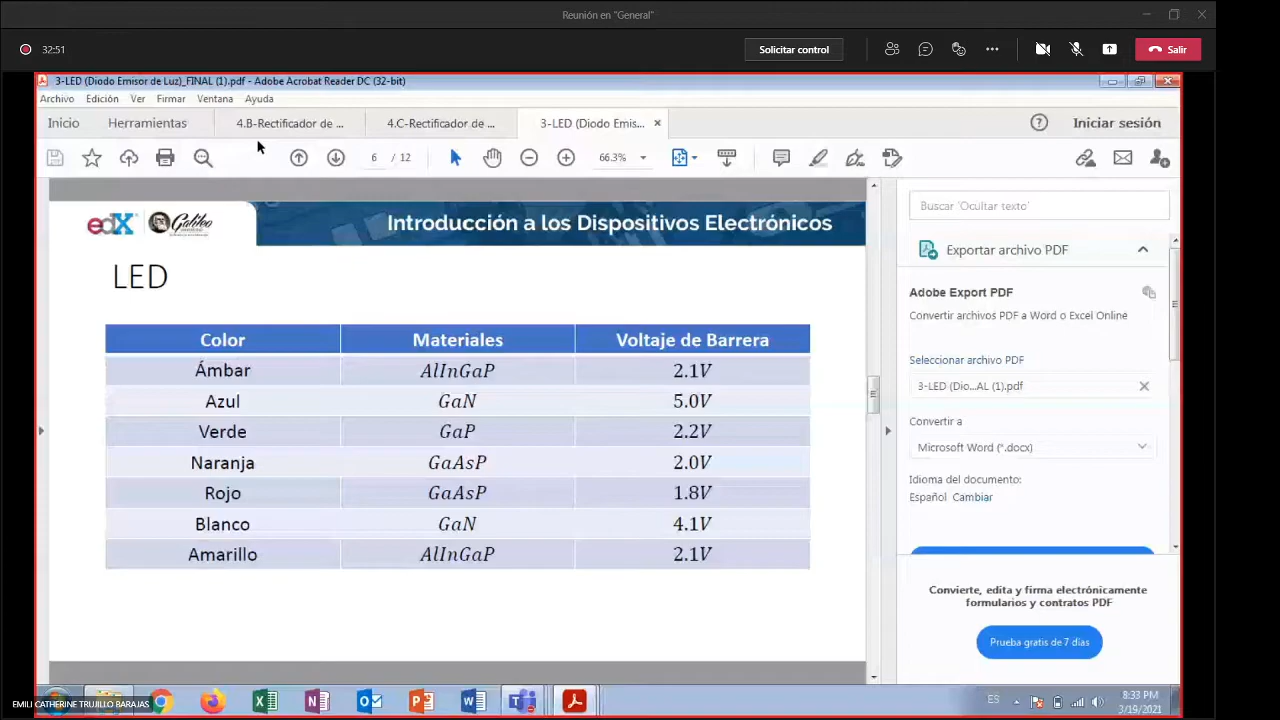 Reunión en "General"
32:51
Solicitar control
Salir
3-LED (Diodo Emisor de Luz)_FINAL (1).pdf - Adobe Acrobat Reader DC (32-bit)
Archivo Edición Ver Firmar Ventana Ayuda
Inicio Herramientas 4.B-Rectificador de ... 4.C-Rectificador de ... 3-LED (Diodo Emis...
Iniciar sesión
6 / 12 66.3%
edX Galileo
Introducción a los Dispositivos Electrónicos
LED
Color Materiales Voltaje de Barrera
Ámbar AlInGaP 2.1V
Azul GaN 5.0V
Verde GaP 2.2V
Naranja GaAsP 2.0V
Rojo GaAsP 1.8V
Blanco GaN 4.1V
Amarillo AlInGaP 2.1V
Buscar 'Ocultar texto'
Exportar archivo PDF
Adobe Export PDF
Convertir archivos PDF a Word o Excel Online
Seleccionar archivo PDF
3-LED (Dio...AL (1).pdf
Convertir a
Microsoft Word (*.docx)
Idioma del documento:
Español Cambiar
Convierte, edita y firma electrónicamente
formularios y contratos PDF
Prueba gratis de 7 días
EMILI CATHERINE TRUJILLO BARAJAS
ES
8:33 PM
3/19/2021